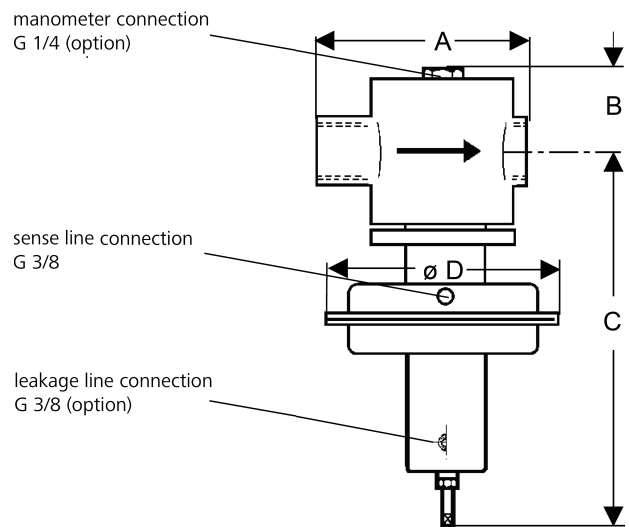 manometer connection
G 1/4 (option)
A
B
sense line connection
G 3/8
ø D
C
leakage line connection
G 3/8 (option)